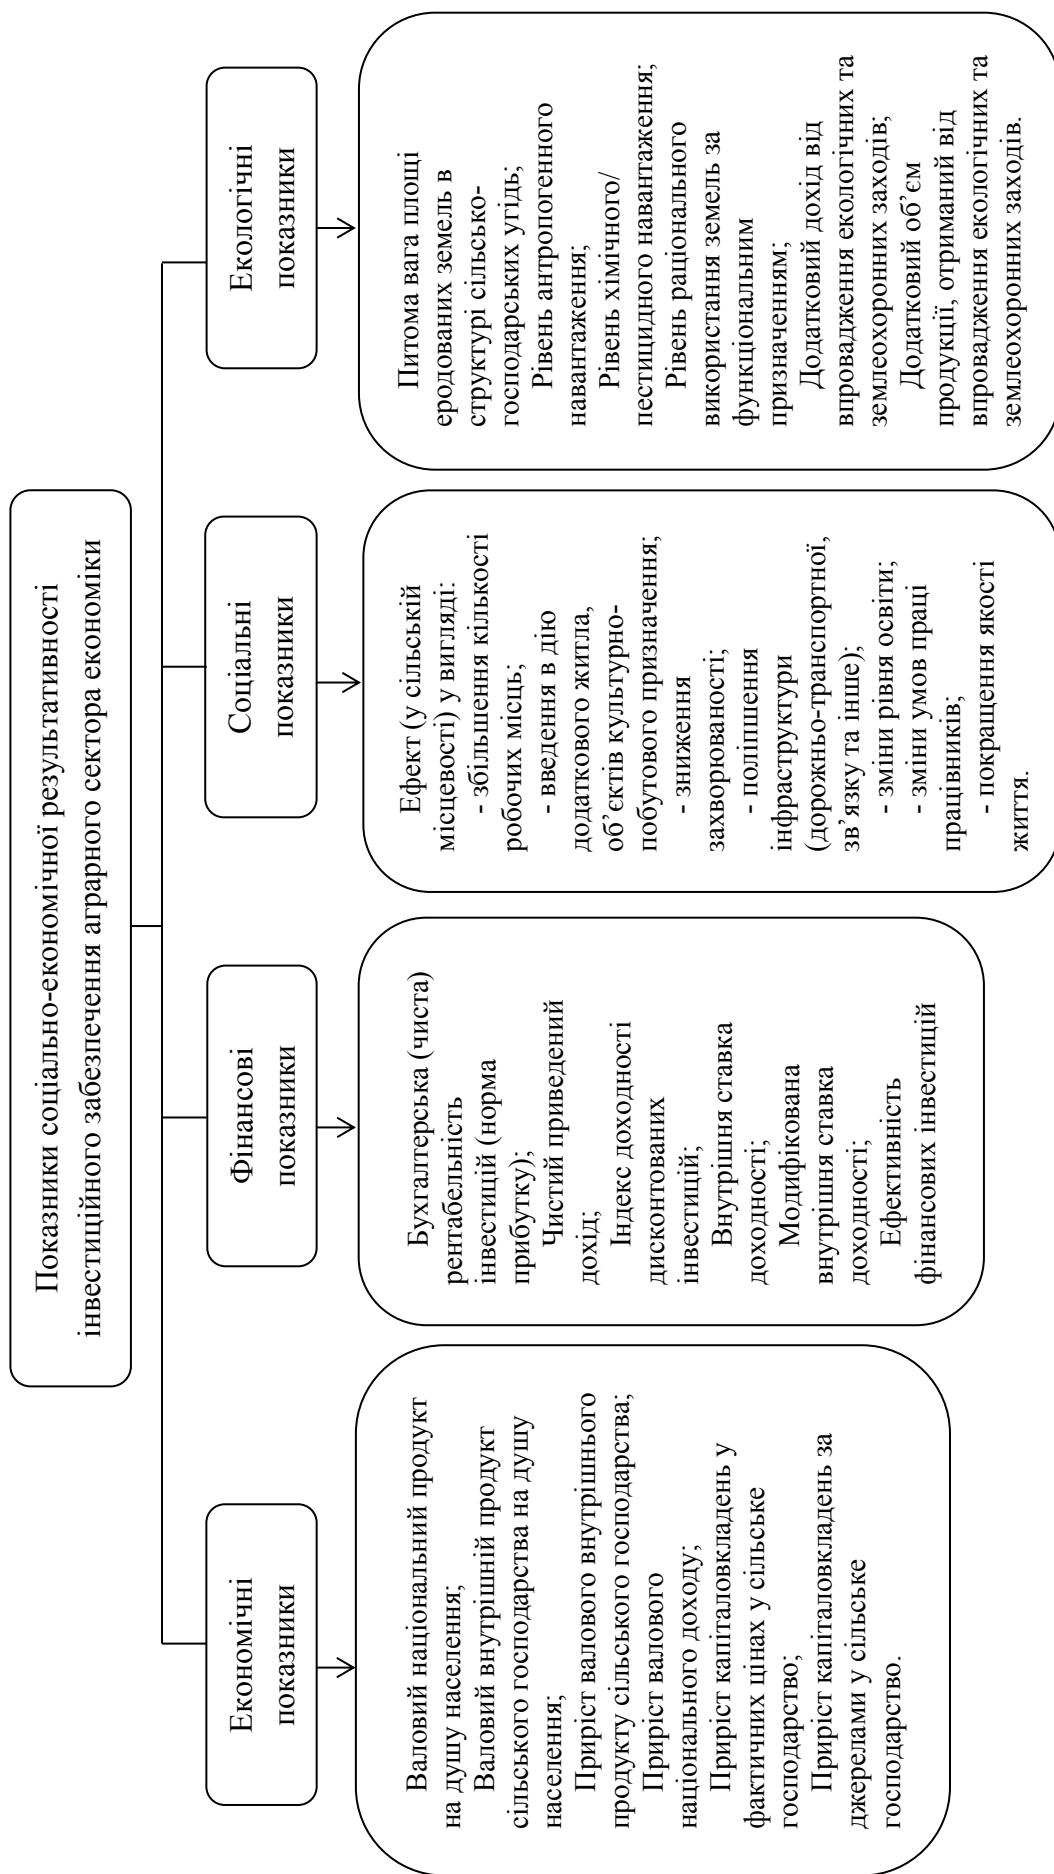 Показники соціально-економічної результативності
інвестиційного забезпечення аграрного сектора економіки
Економічні
показники
Валовий національний продукт
на душу населення;
Валовий внутрішній продукт
сільського господарства на душу
населення;
Приріст валового внутрішнього
продукту сільського господарства;
Приріст валового
національного доходу;
Приріст капіталовкладень у
фактичних цінах у сільське
господарство;
Приріст капіталовкладень за
джерелами у сільське
господарство.
Фінансові
показники
Бухгалтерська (чиста)
рентабельність
інвестицій (норма
прибутку);
Чистий приведений
дохід;
Індекс доходності
дисконтованих
інвестицій;
Внутрішня ставка
доходності;
Модифікована
внутрішня ставка
доходності;
Ефективність
фінансових інвестицій
Соціальні
показники
Ефект (у сільській
місцевості) у вигляді:
- збільшення кількості
робочих місць;
- введення в дію
додаткового житла,
об’єктів культурно-
побутового призначення;
- зниження
захворюваності;
- поліпшення
інфраструктури
(дорожньо-транспортної,
зв’язку та інше);
- зміни рівня освіти;
- зміни умов праці
працівників;
- покращення якості
життя.
Екологічні
показники
Питома вага площі
еродованих земель в
структурі сільсько-
господарських угідь;
Рівень антропогенного
навантаження;
Рівень хімічного/
пестицидного навантаження;
Рівень раціонального
використання земель за
функціональним
призначенням;
Додатковий дохід від
впровадження екологічних та
землеохоронних заходів;
Додатковий об’єм
продукції, отриманий від
впровадження екологічних та
землеохоронних заходів.